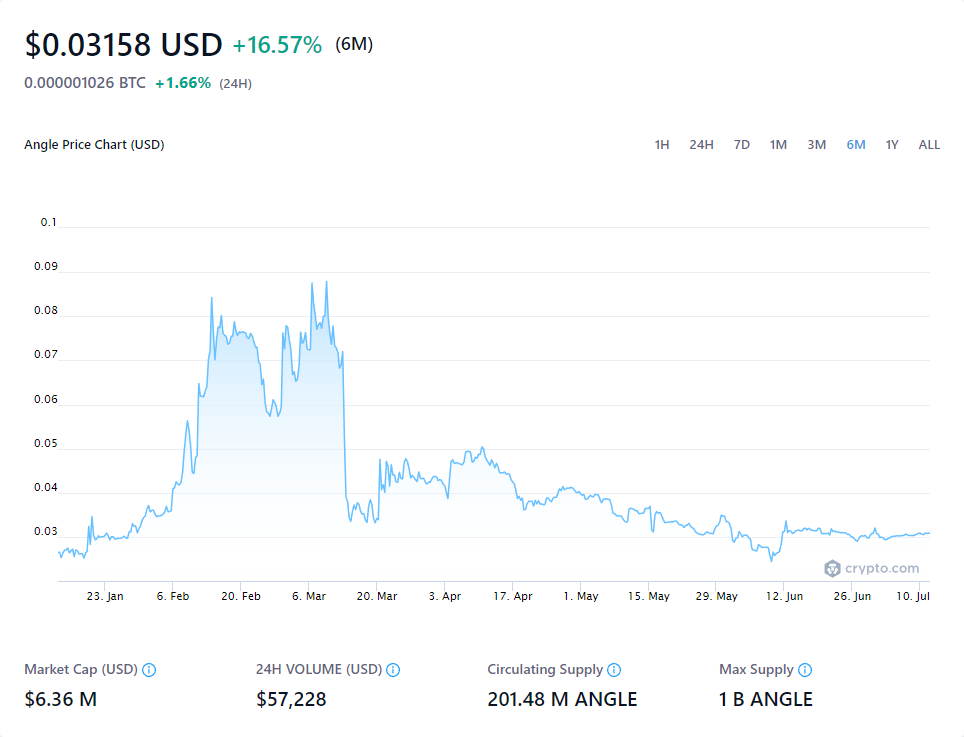 $0.03158 USD +16.57% (6M)
0.000001026 BTC +1.66% (24H)
Angle Price Chart (USD) 1H 24H 7D 1M 3M 6M 1Y ALL
0.1
0.09
0.08
0.07
0.06
0.05
0.04
0.03
crypto.com
23. Jan 6. Feb 20. Feb 6. Mar 20. Mar 3. Apr 17. Apr 1. May 15. May 29. May 12. Jun 26. Jun 10. Jul
Market Cap (USD) 24H VOLUME (USD) Circulating Supply Max Supply
$6.36 M $57,228 201.48 M ANGLE 1 B ANGLE